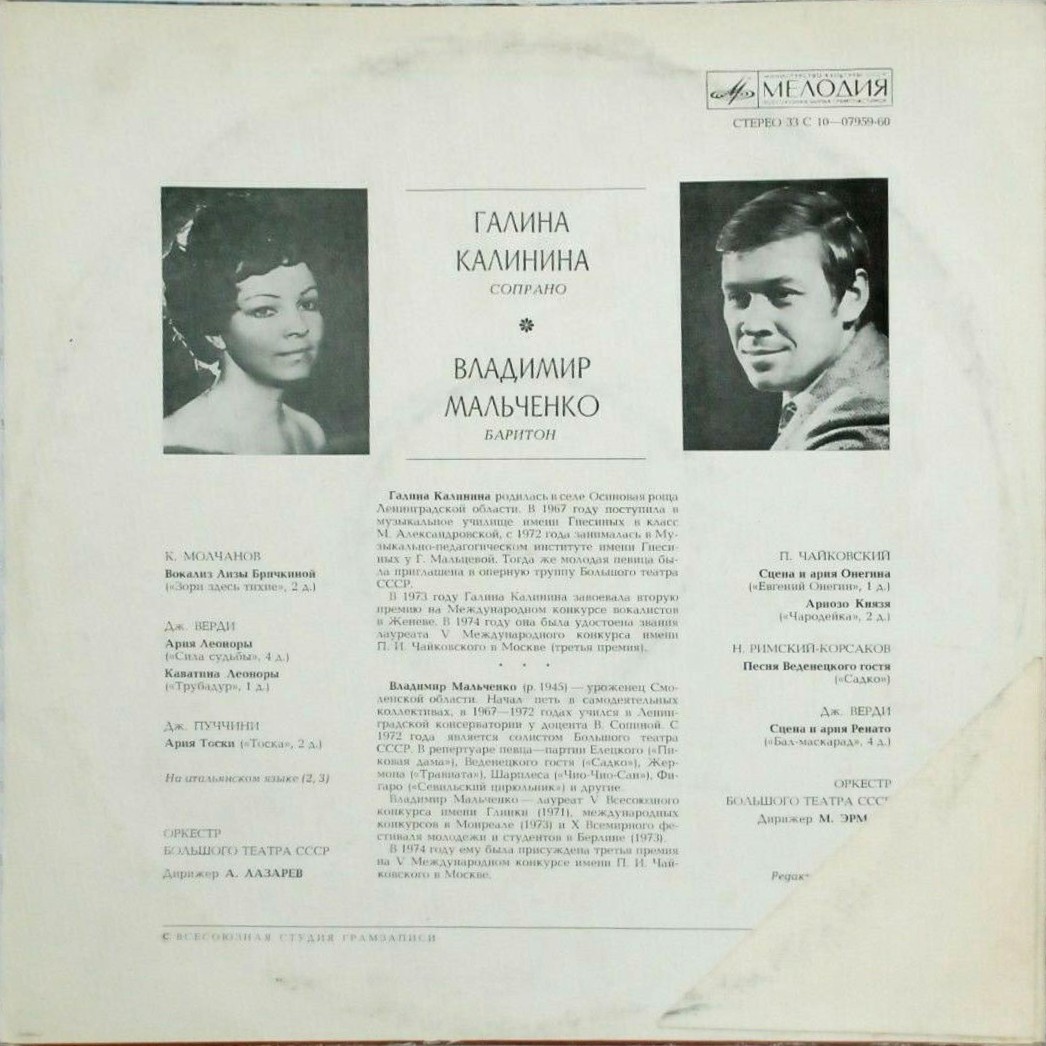 МЕЛОДИЯ
СТЕРЕО 33 С 10—07959-60
ГАЛИНА
КАЛИНИНА
СОПРАНО
ВЛАДИМИР
МАЛЬЧЕНКО
БАРИТОН
К. МОЛЧАНОВ
Вокализ Лизы Бричкиной
(«Зори здесь тихие», 2 д.)
Дж. ВЕРДИ
Ария Леоноры
(«Сила судьбы», 4 д.)
Каватина Леоноры
(«Трубадур», 1 д.)
Дж. ПУЧЧИНИ
Ария Тоски («Тоска», 2 д.)
На итальянском языке (2, 3)
ОРКЕСТР
БОЛЬШОГО ТЕАТРА СССР
Дирижер А. ЛАЗАРЕВ
Галина Калинина родилась в селе Осиновая роща
Ленинградской области. В 1967 году поступила в
музыкальное училище имени Гнесиных в класс
М. Александровской, с 1972 года занималась в Му-
зыкально-педагогическом институте имени Гнеси-
ных у Г. Мальцевой. Тогда же молодая певица бы-
ла приглашена в оперную труппу Большого театра
СССР.
В 1973 году Галина Калинина завоевала вторую
премию на Международном конкурсе вокалистов
в Женеве. В 1974 году она была удостоена звания
лауреата V Международного конкурса имени
П. И. Чайковского в Москве (третья премия).
Владимир Мальченко (р. 1945) — уроженец Смо-
ленской области. Начал петь в самодеятельных
коллективах, в 1967—1972 годах учился в Ленин-
градской консерватории у доцента В. Сопиной. С
1972 года является солистом Большого театра
СССР. В репертуаре певца—партии Елецкого («Пи-
ковая дама»), Веденецкого гостя («Садко»), Жер-
мона («Травиата»), Шарплеса («Чио-Чио-Сан»), Фи-
гаро («Севильский цирюльник») и другие.
Владимир Мальченко — лауреат V Всесоюзного
конкурса имени Глинки (1971), международных
конкурсов в Монреале (1973) и X Всемирного фе-
стиваля молодежи и студентов в Берлине (1973).
В 1974 году ему была присуждена третья премия
на V Международном конкурсе имени П. И. Чай-
ковского в Москве.
П. ЧАЙКОВСКИЙ
Сцена и ария Онегина
(«Евгений Онегин», 1 д.)
Ариозо Князя
(«Чародейка», 2 д.)
Н. РИМСКИЙ-КОРСАКОВ
Песня Веденецкого гостя
(«Садко»)
Дж. ВЕРДИ
Сцена и ария Ренато
(«Бал-маскарад», 4 д.)
ОРКЕСТР
БОЛЬШОГО ТЕАТРА СССР
Дирижер М. ЭРМ
Редак
С ВСЕСОЮЗНАЯ СТУДИЯ ГРАМЗАПИСИ